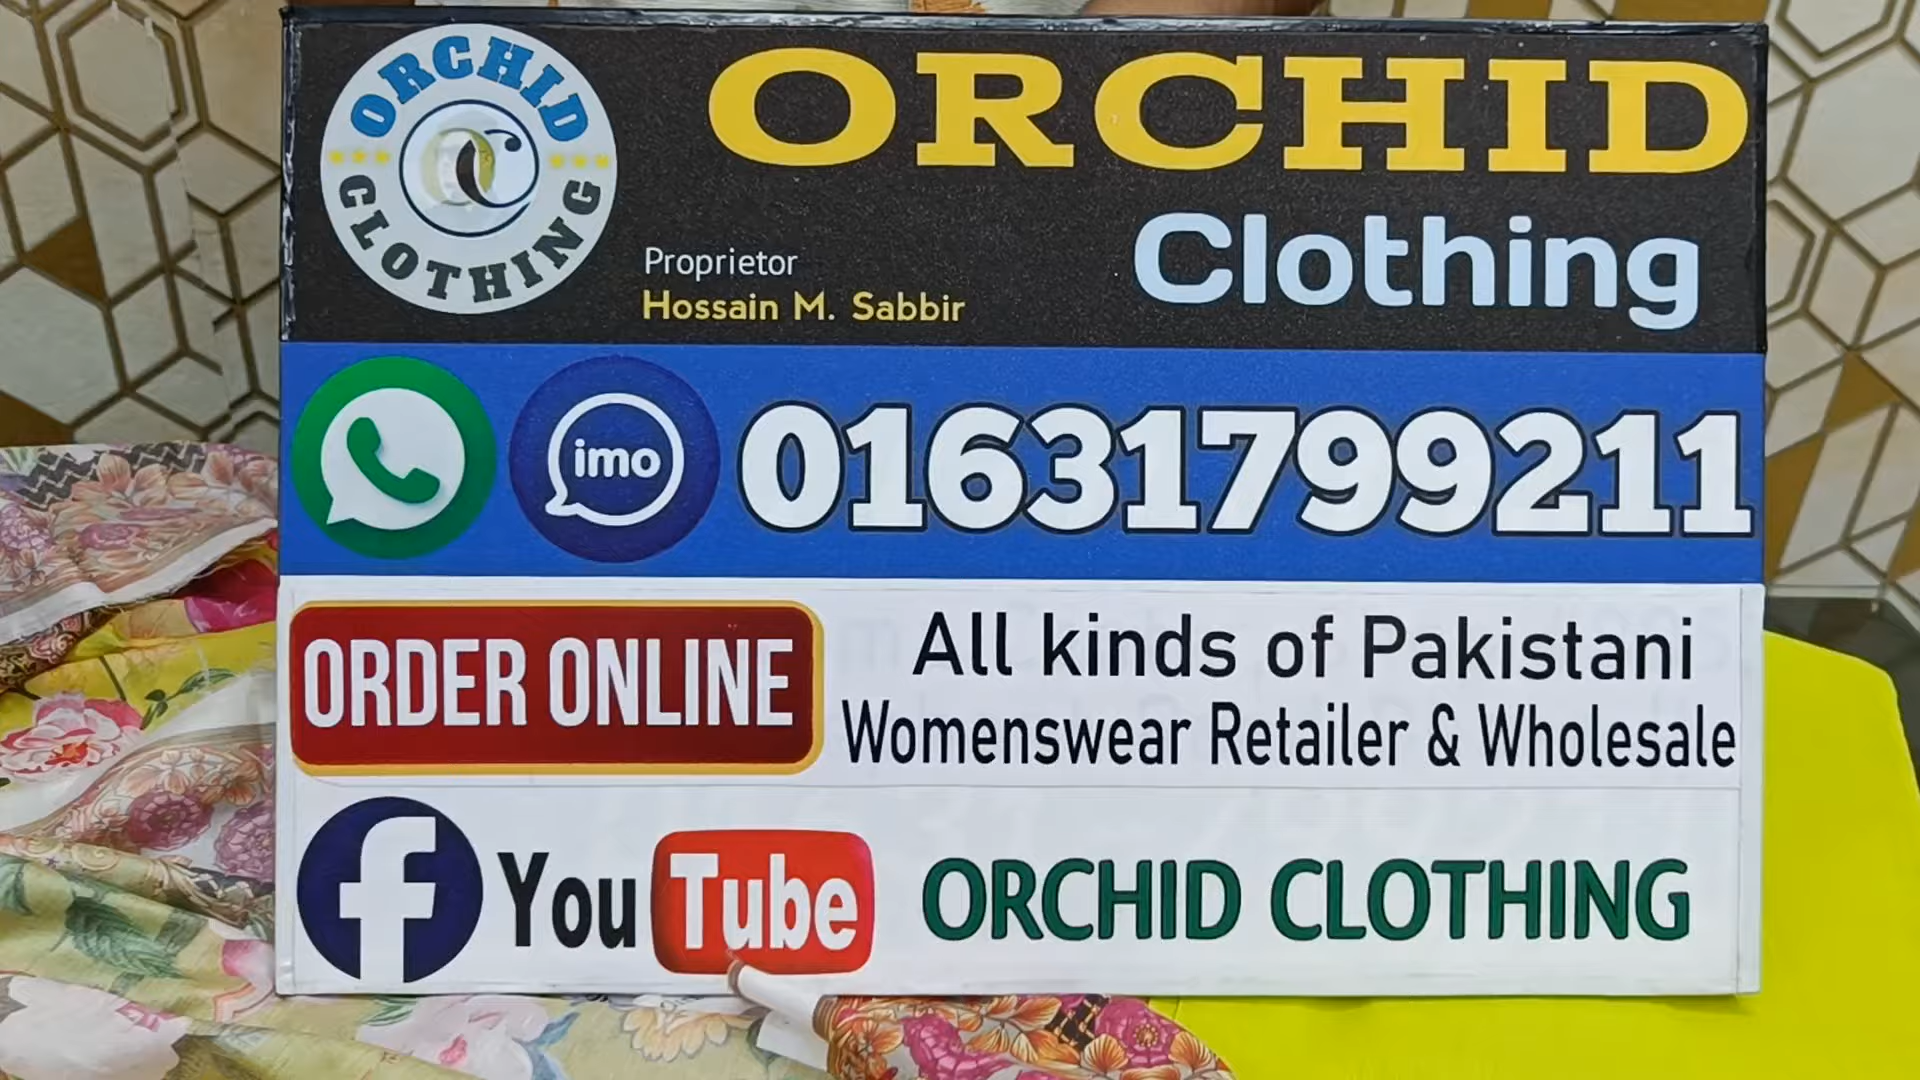 ORCHID
CLOTHING
ORCHID
Clothing
Proprietor
Hossain M. Sabbir
imo
01631799211
ORDER ONLINE
All kinds of Pakistani
Womenswear Retailer & Wholesale
f YouTube ORCHID CLOTHING